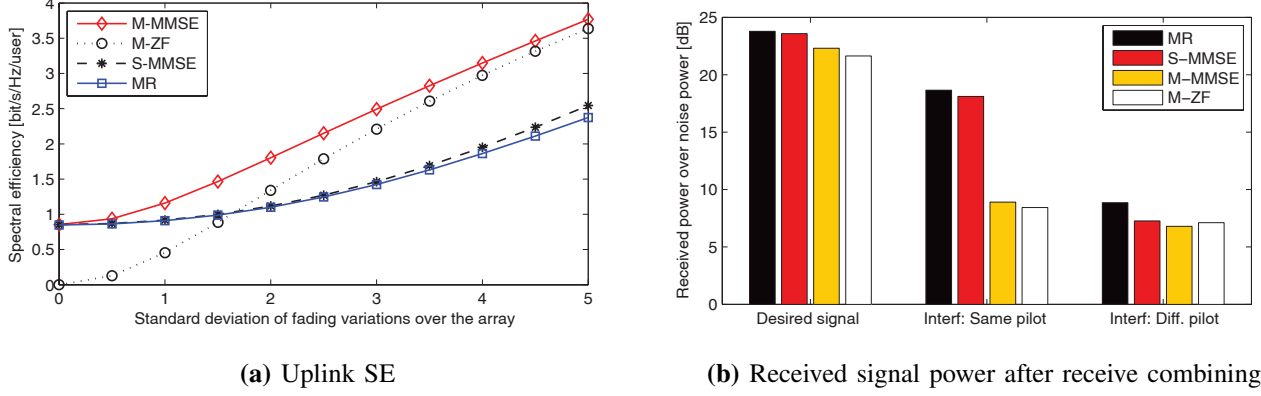 4
3.5
3
2.5
2
1.5
1
0.5
0
Spectral efficiency [bit/s/Hz/user]
M-MMSE
M-ZF
S-MMSE
MR
0 1 2 3 4 5
Standard deviation of fading variations over the array
(a) Uplink SE
25
20
15
10
5
0
Received power over noise power [dB]
MR
S-MMSE
M-MMSE
M-ZF
Desired signal Interf: Same pilot Interf: Diff. pilot
(b) Received signal power after receive combining